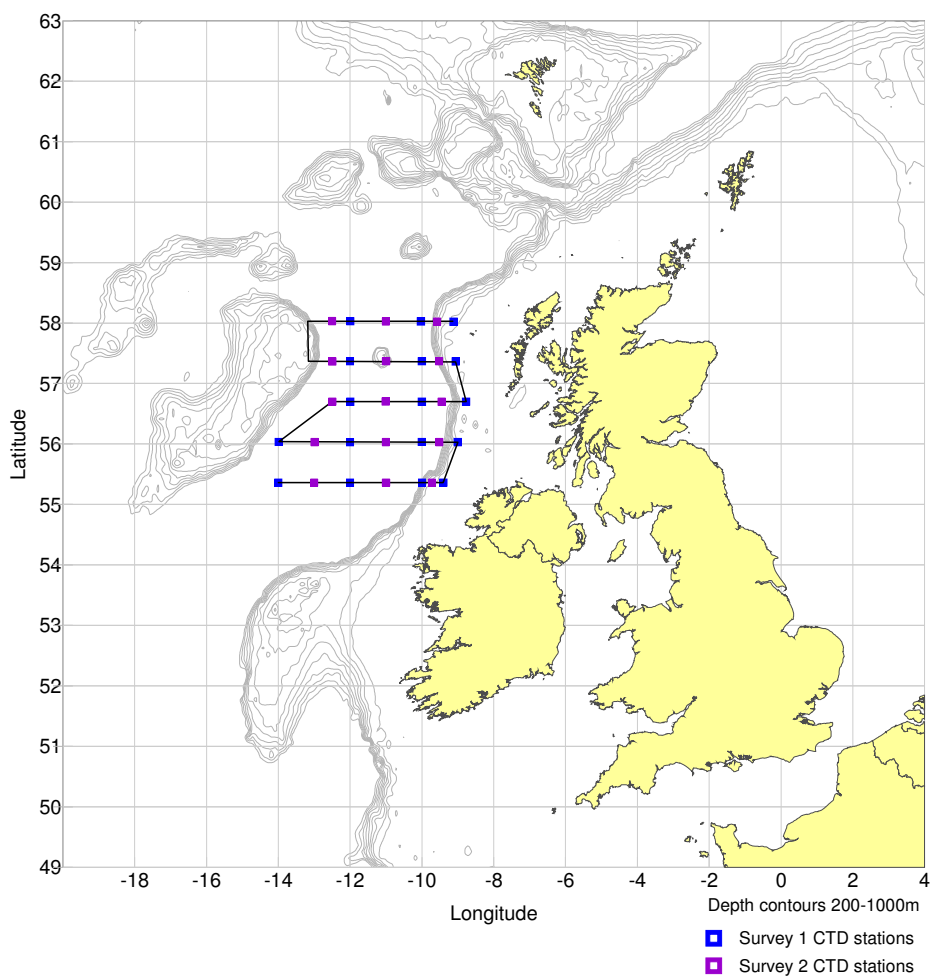 63
62
61
60
59
58
57
56
55
54
53
52
51
50
49
Latitude
-18 -16 -14 -12 -10 -8 -6 -4 -2 0 2 4
Longitude
Depth contours 200-1000m
Survey 1 CTD stations
Survey 2 CTD stations